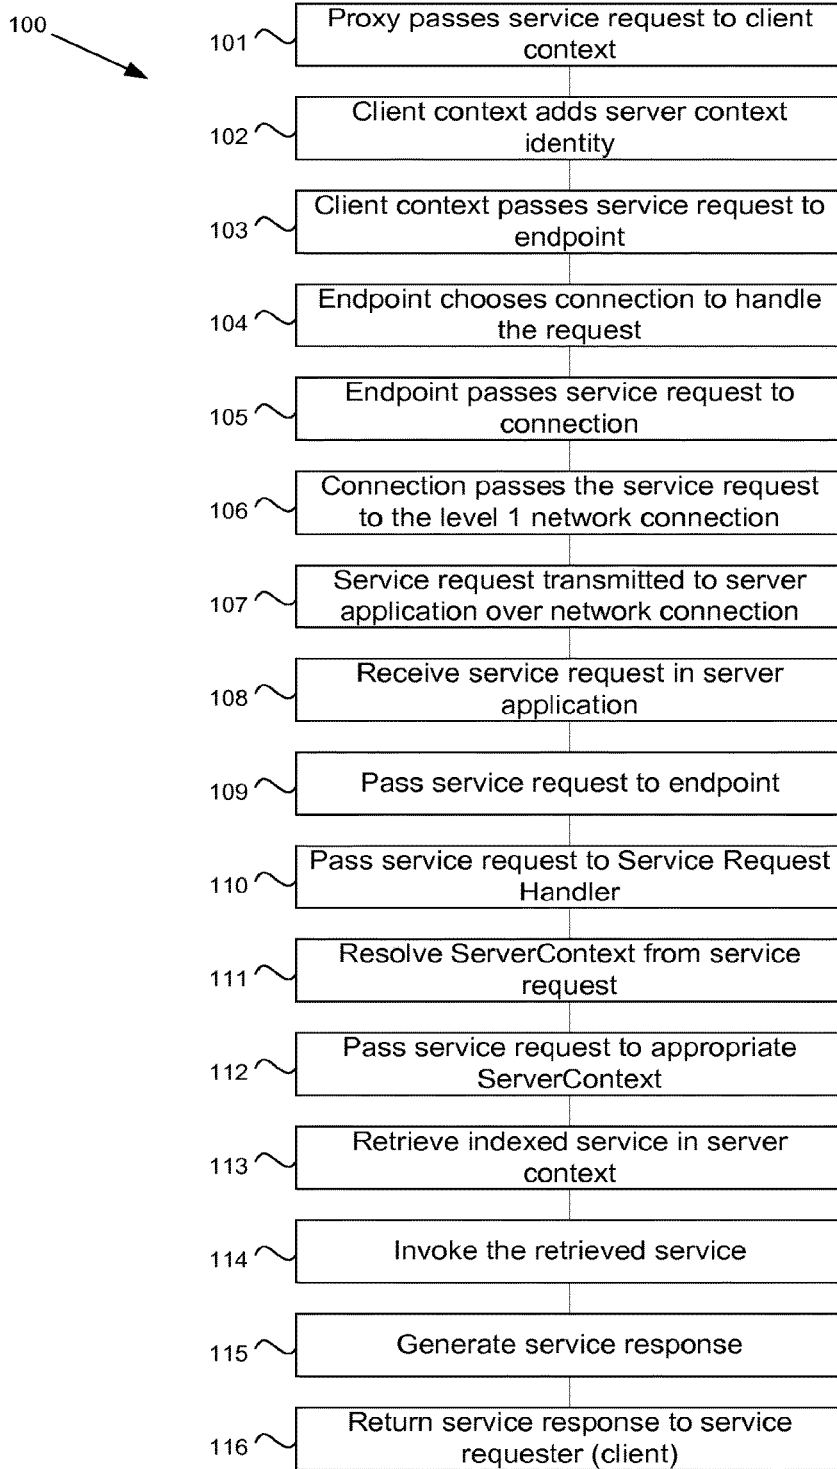 100
101
Proxy passes service request to client
context
102
Client context adds server context
identity
103
Client context passes service request to
endpoint
104
Endpoint chooses connection to handle
the request
105
Endpoint passes service request to
connection
106
Connection passes the service request
to the level 1 network connection
107
Service request transmitted to server
application over network connection
108
Receive service request in server
application
109
Pass service request to endpoint
110
Pass service request to Service Request
Handler
111
Resolve ServerContext from service
request
112
Pass service request to appropriate
ServerContext
113
Retrieve indexed service in server
context
114
Invoke the retrieved service
115
Generate service response
116
Return service response to service
requester (client)